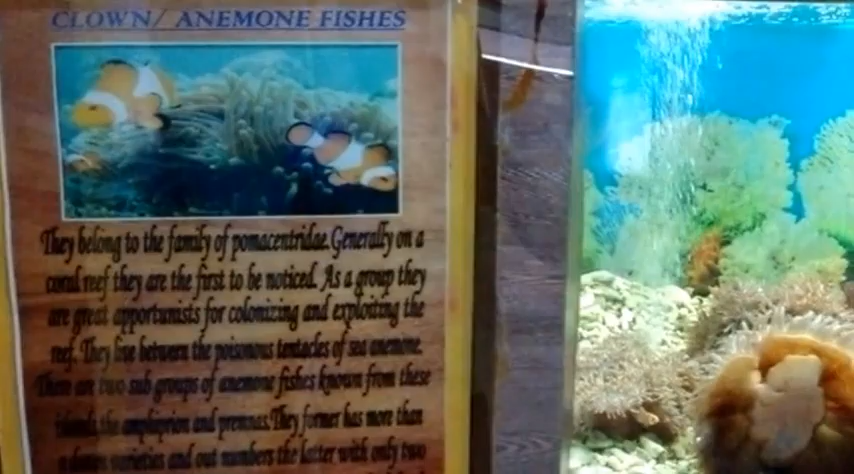 CLOWN/ ANEMONE FISHES
They belong to the family of pomacentridae.Generally on a
coral reef they are the first to be noticed. As a group they
are great opportunists for colonizing and exploiting the
reef. They live between the poisonous tentacles of sea anemone.
There are two sub groups of anemone fishes known from these
islands,the amphiprion and premnas.They former has more than
a dozen varieties and out numbers the latter with only two